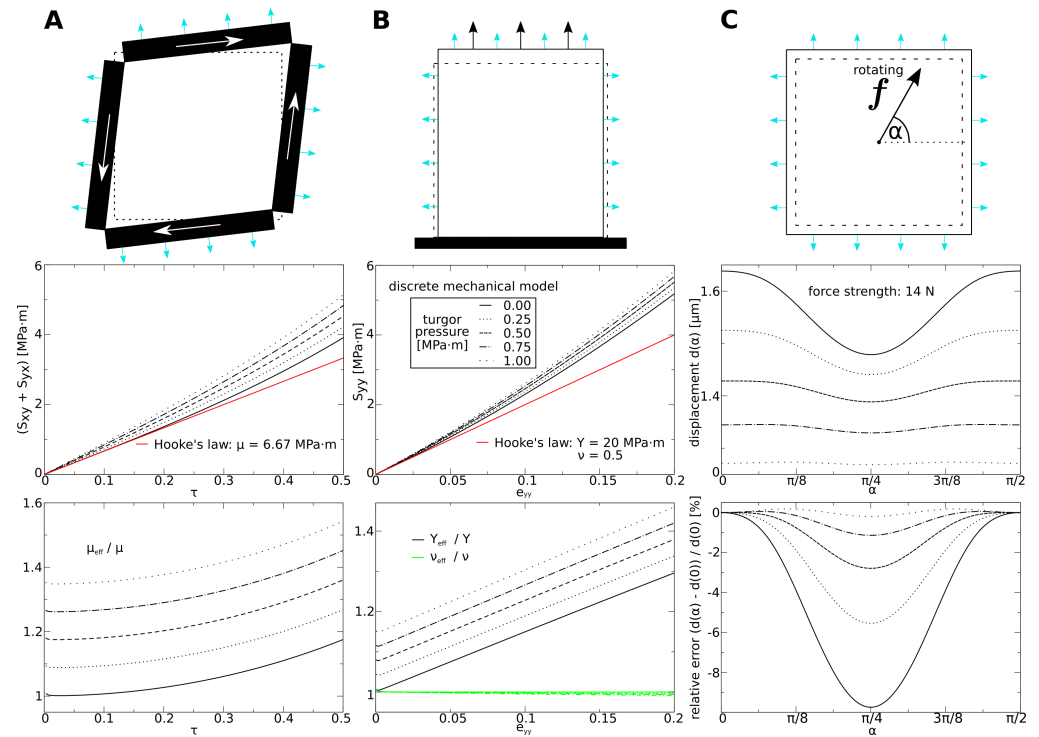 A
B
C
rotating
f
α
6
4
2
0
(Sxy + Syx) [MPa·m]
Hooke's law: μ = 6.67 MPa·m
0
0.1
0.2
0.3
0.4
0.5
τ
6
4
2
0
Syy [MPa·m]
discrete mechanical model
turgor
pressure
[MPa·m]
0.00
0.25
0.50
0.75
1.00
Hooke's law: Y = 20 MPa·m
ν = 0.5
0
0.05
0.1
0.15
0.2
eyy
1.6
1.4
0
displacement d(α) [μm]
force strength: 14 N
π/8
π/4
3π/8
π/2
α
1.6
1.4
1.2
1
μeff / μ
0
0.1
0.2
0.3
0.4
0.5
τ
1.4
1.2
1
Yeff / Y
νeff / ν
0
0.05
0.1
0.15
0.2
eyy
0
-2
-4
-6
-8
relative error (d(α) - d(0)) / d(0) [%]
0
π/8
π/4
3π/8
π/2
α